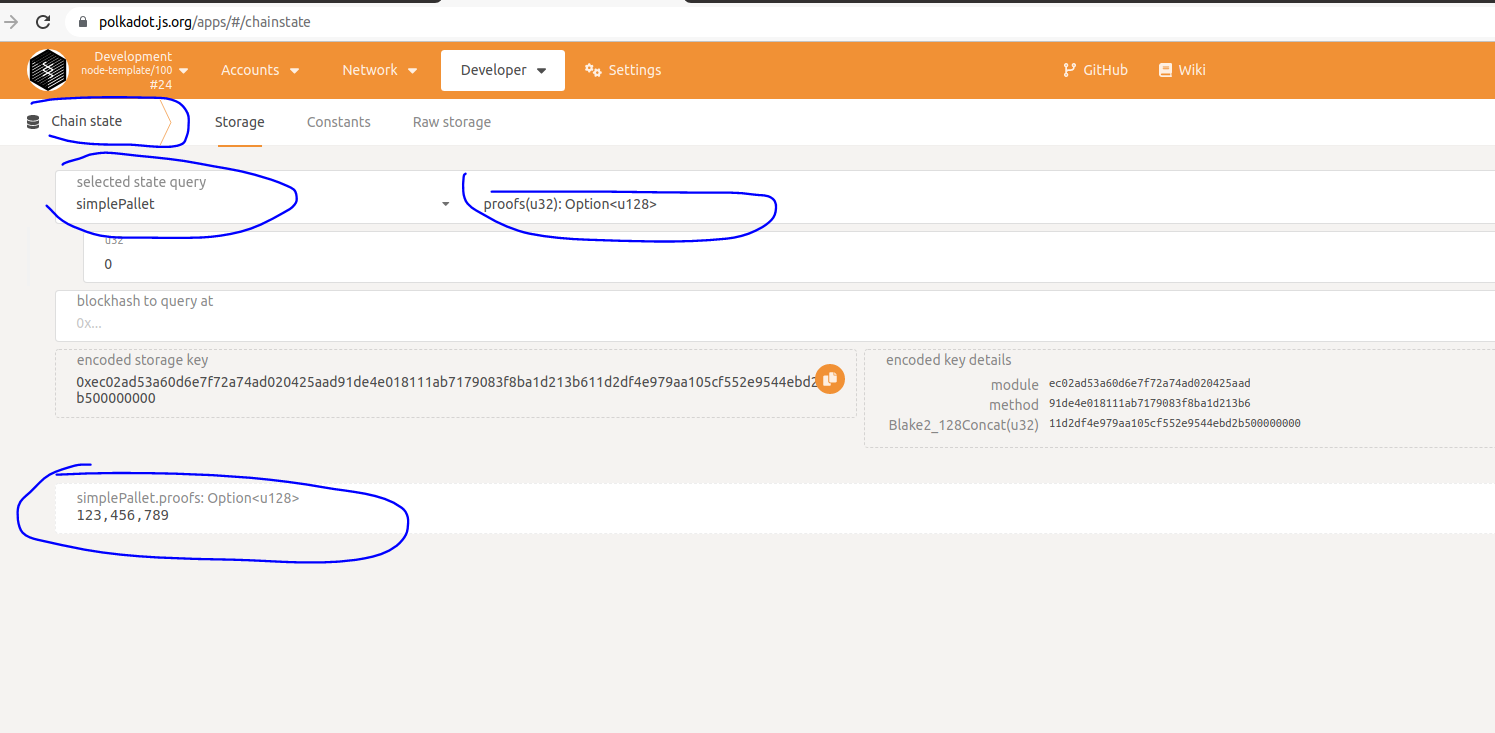 polkadot.js.org/apps/#/chainstate
Development
node-template/100
#24
Accounts
Network
Developer
Settings
GitHub
Wiki
Chain state
Storage
Constants
Raw storage
selected state query
simplePallet
proofs(u32): Option<u128>
u32
0
blockhash to query at
0x...
encoded storage key
0xec02ad53a60d6e7f72a74ad020425aad91de4e018111ab7179083f8ba1d213b611d2df4e979aa105cf552e9544ebd2
b500000000
encoded key details
module ec02ad53a60d6e7f72a74ad020425aad
method 91de4e018111ab7179083f8ba1d213b6
Blake2_128Concat(u32) 11d2df4e979aa105cf552e9544ebd2b500000000
simplePallet.proofs: Option<u128>
123,456,789